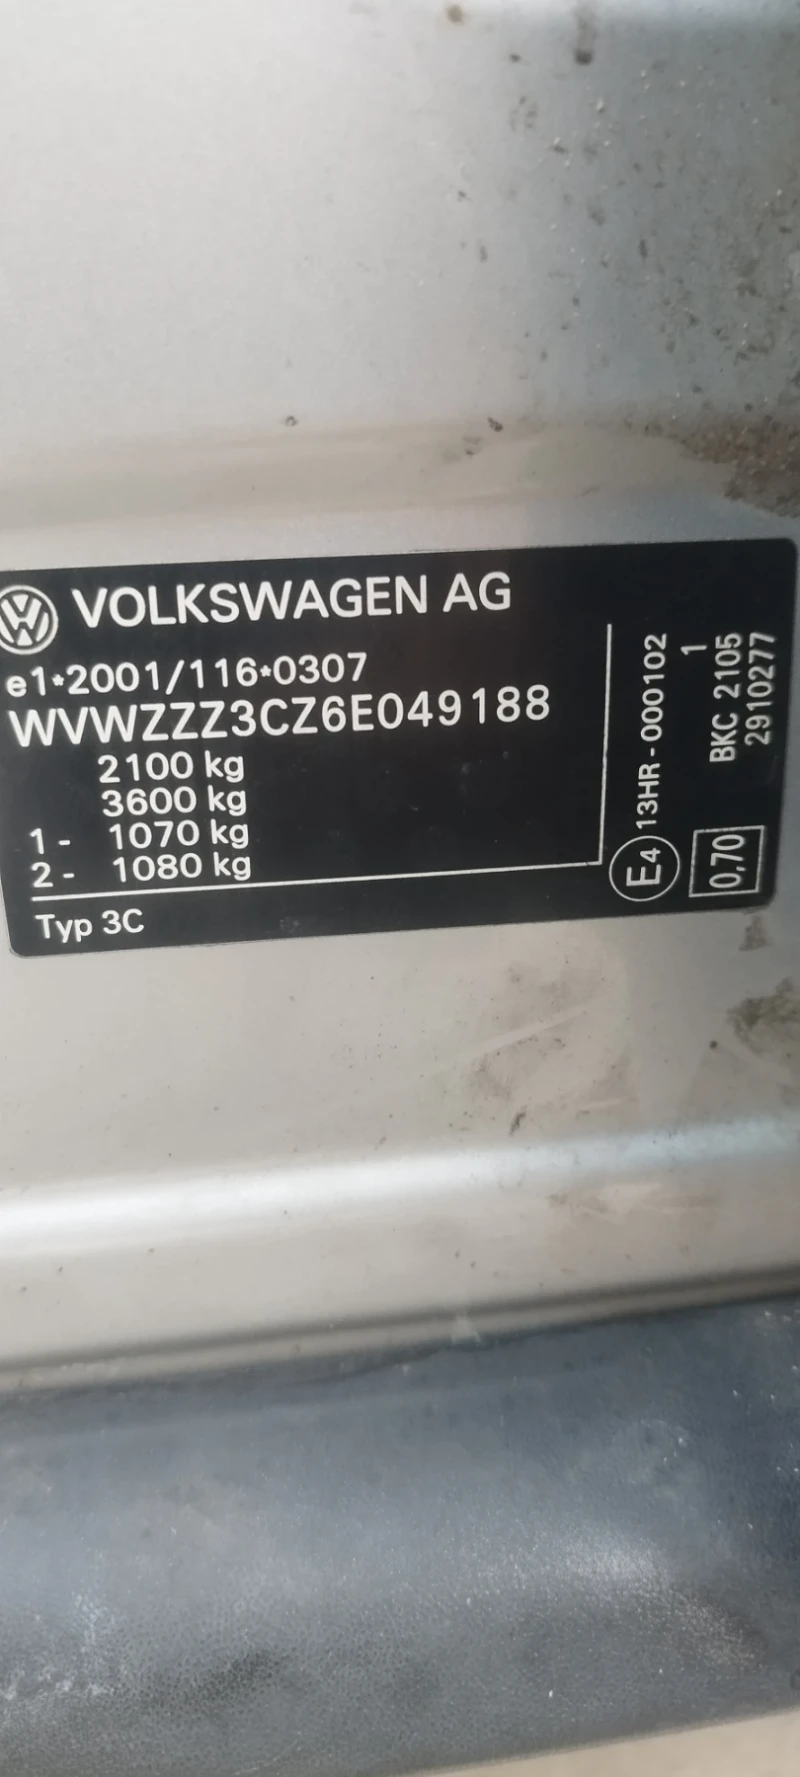 VOLKSWAGEN AG
e1*2001/116*0307
WVWZZZ3CZ6E049188
2100 kg
3600 kg
1 - 1070 kg
2 - 1080 kg
Typ 3C
E4 13HR - 000102
1
0,70 BKC 2105
2910277